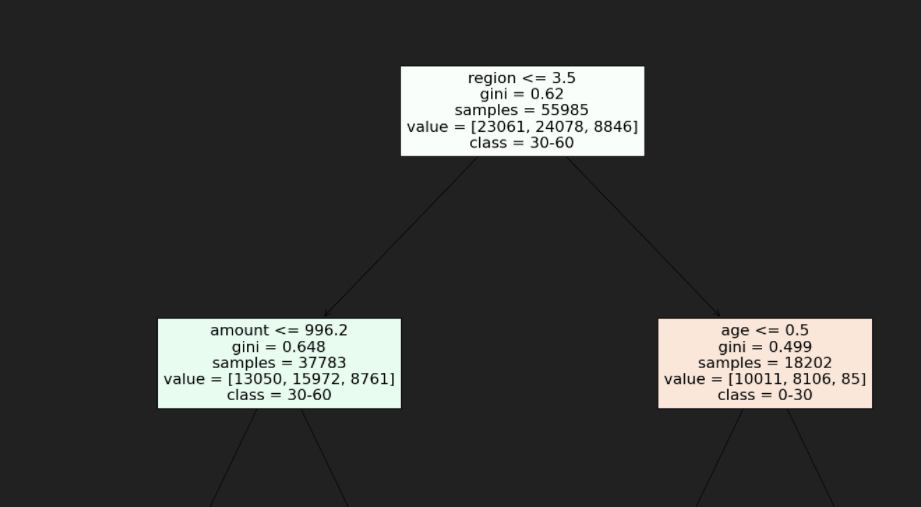 region <= 3.5
gini = 0.62
samples = 55985
value = [23061, 24078, 8846]
class = 30-60
amount <= 996.2
gini = 0.648
samples = 37783
value = [13050, 15972, 8761]
class = 30-60
age <= 0.5
gini = 0.499
samples = 18202
value = [10011, 8106, 85]
class = 0-30